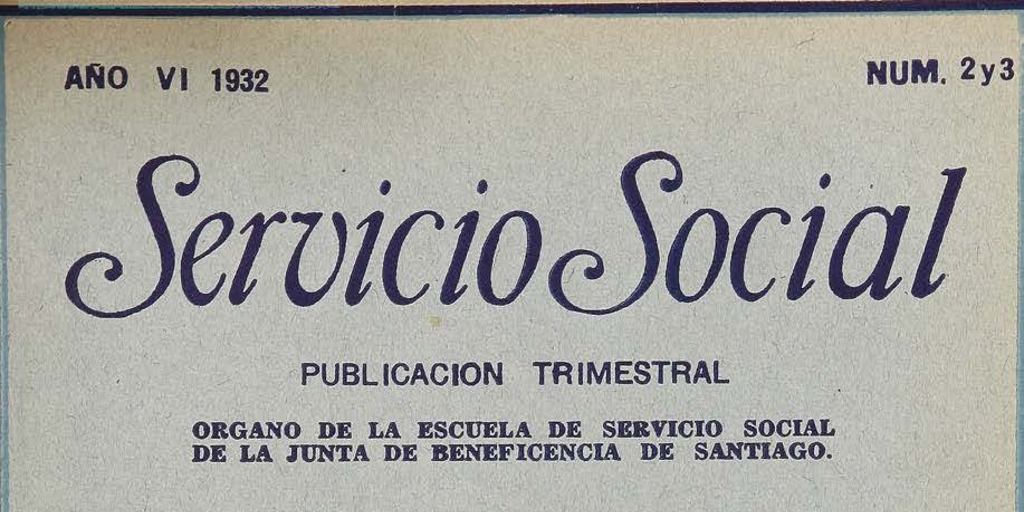 AÑO VI 1932 NUM. 2 y 3
Servicio Social
PUBLICACION TRIMESTRAL
ORGANO DE LA ESCUELA DE SERVICIO SOCIAL
DE LA JUNTA DE BENEFICENCIA DE SANTIAGO.